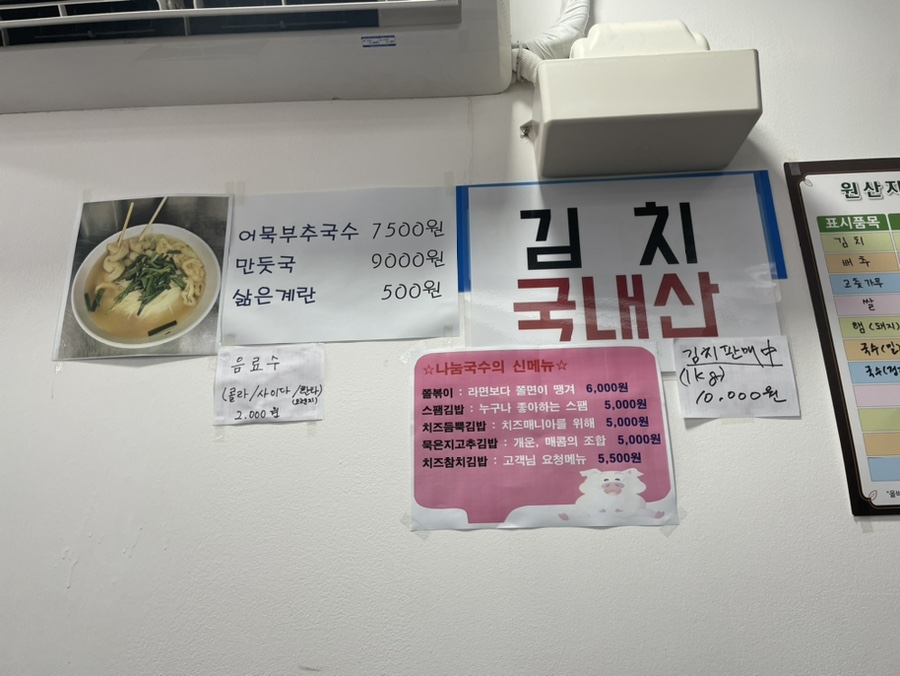 어묵부추국수 7500원
만듯국 9000원
삶은계란 500원
김치
국내산
음료수
(콜라/사이다/환타)
2.000원
☆나눔국수의 신메뉴☆
쫄볶이 : 라면보다 쫄면이 땡겨 6,000원
스팸김밥 : 누구나 좋아하는 스팸 5,000원
치즈듬뿍김밥 : 치즈매니아를 위해 5,000원
묵은지고추김밥 : 개운, 매콤의 조합 5,000원
치즈참치김밥 : 고객님 요청메뉴 5,500원
김치판매中
(1kg)
10.000원
원산지
표시품목
김치
배추
고춧가루
쌀
햄(돼지)